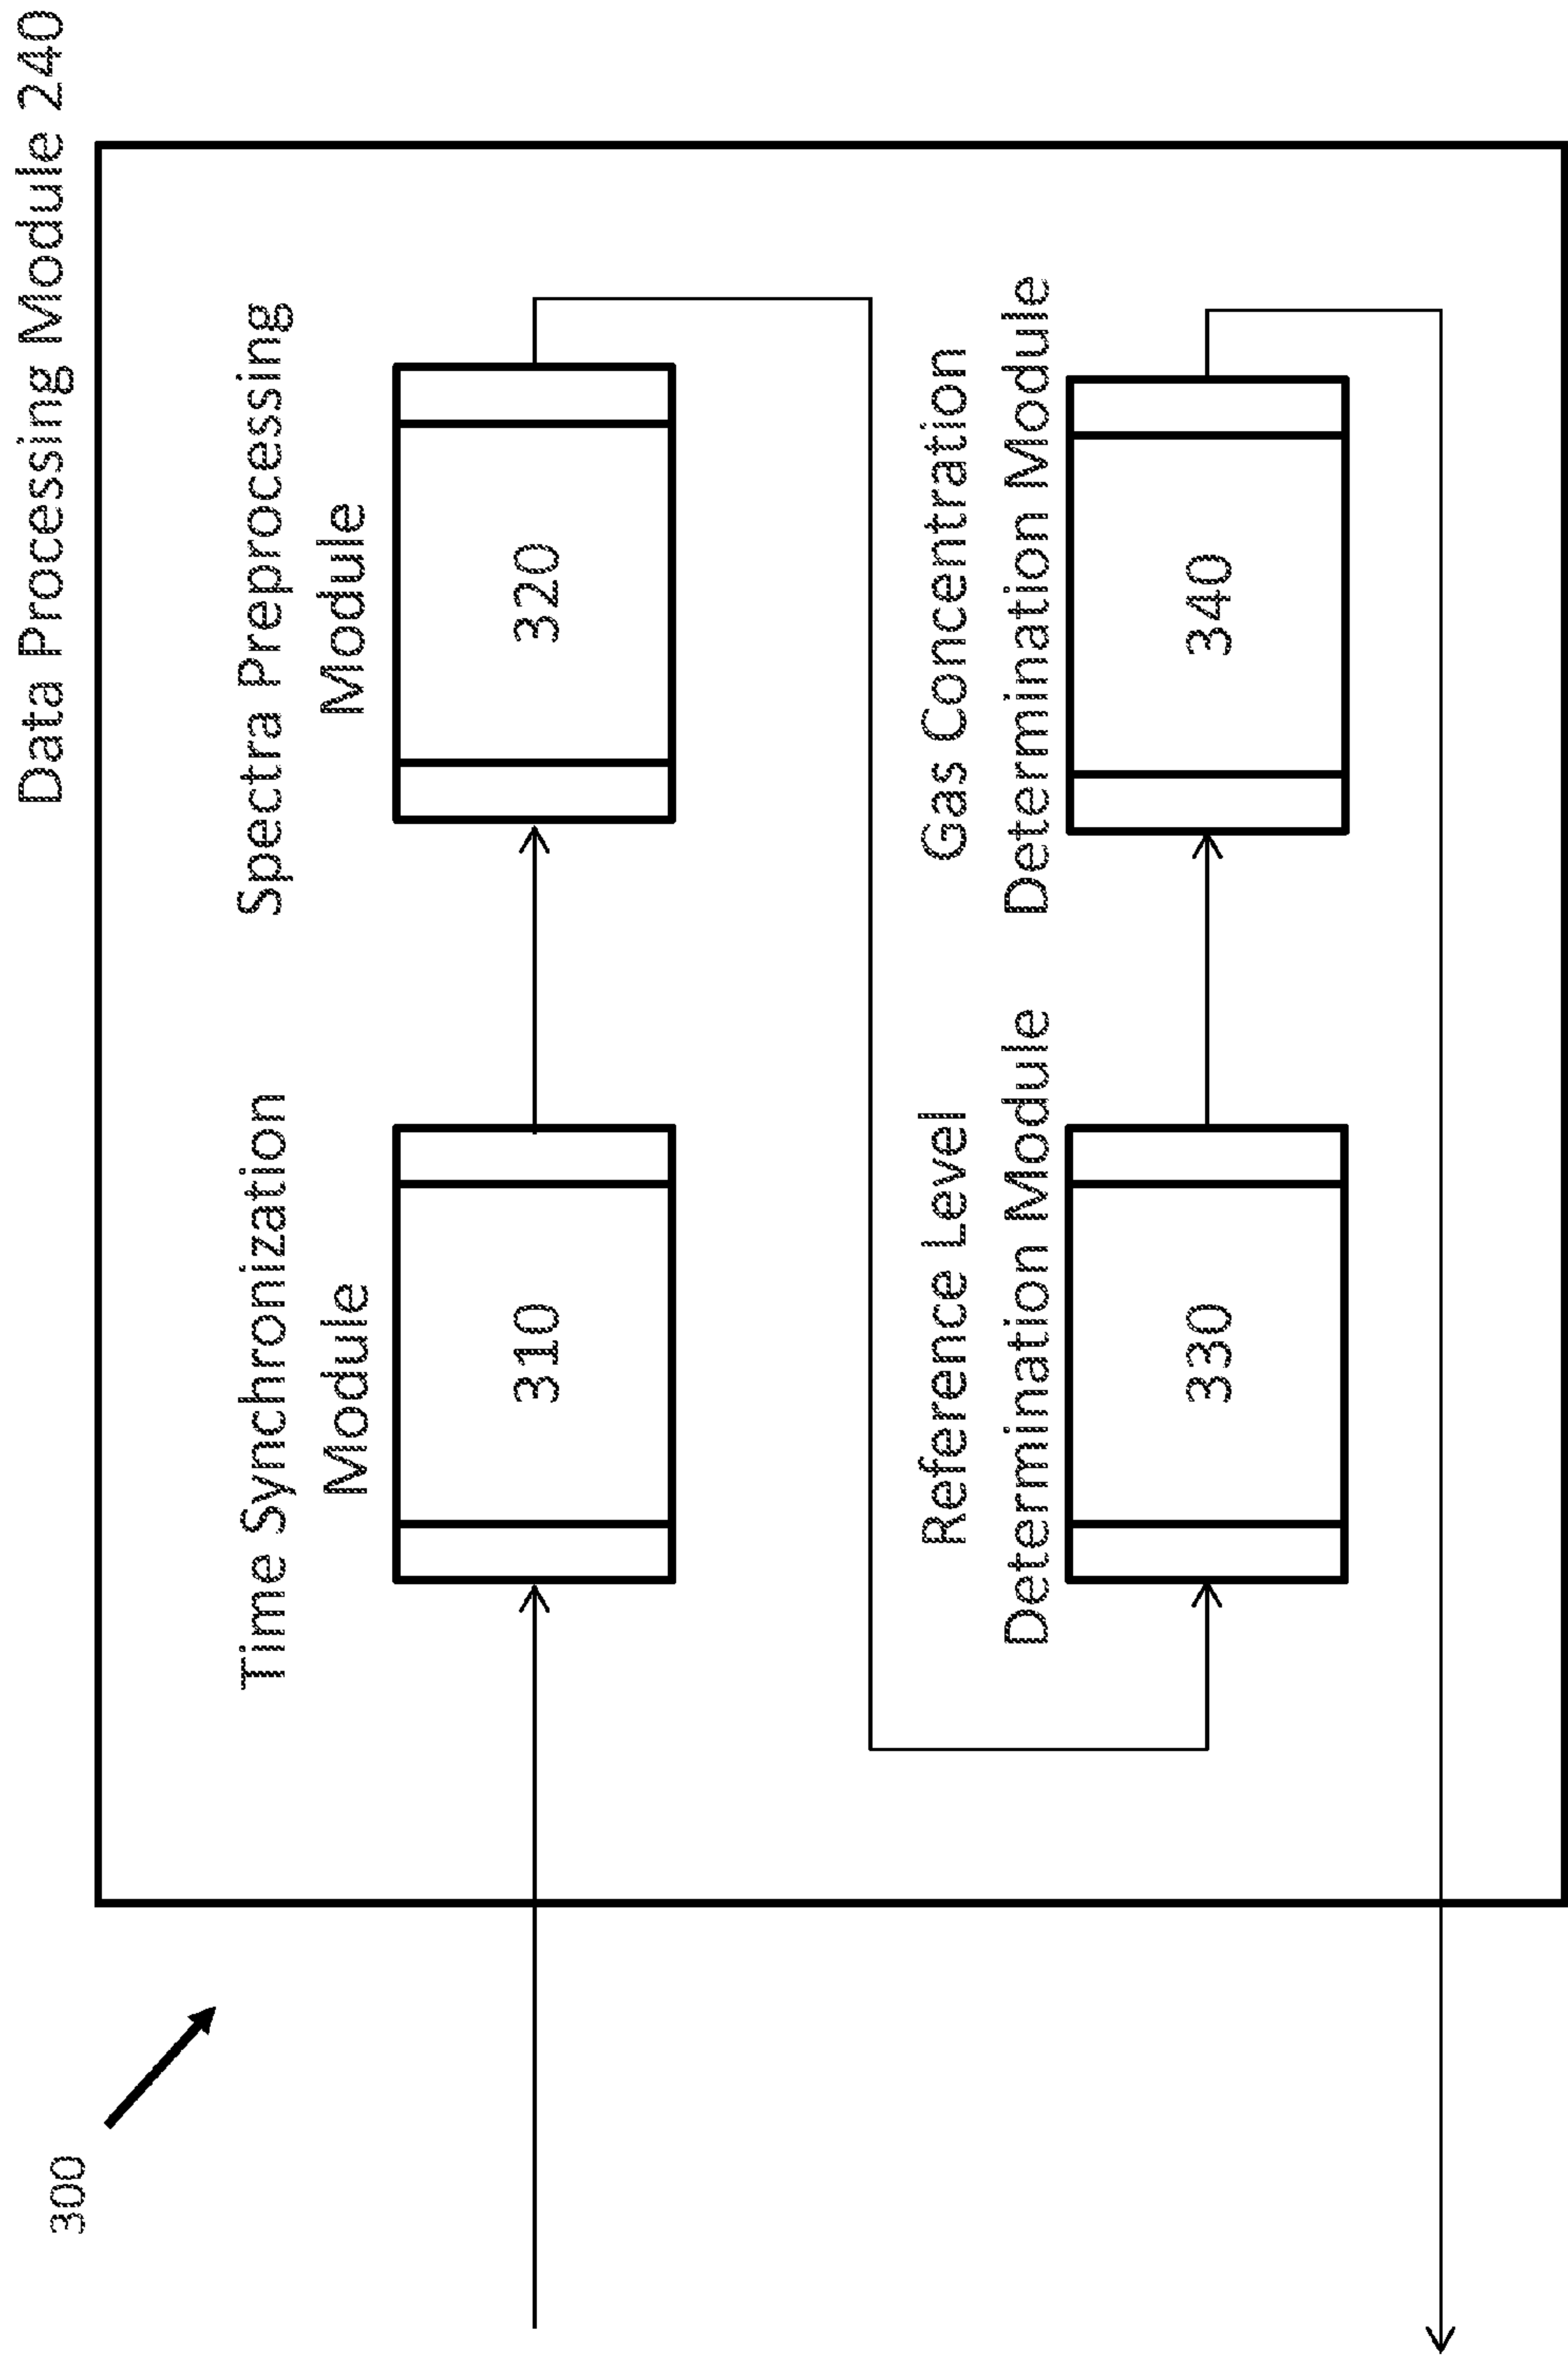 Data Processing Module 240
300
Time Synchronization
Module
310
Spectra Preprocessing
Module
320
Reference Level
Determination Module
330
Gas Concentration
Determination Module
340